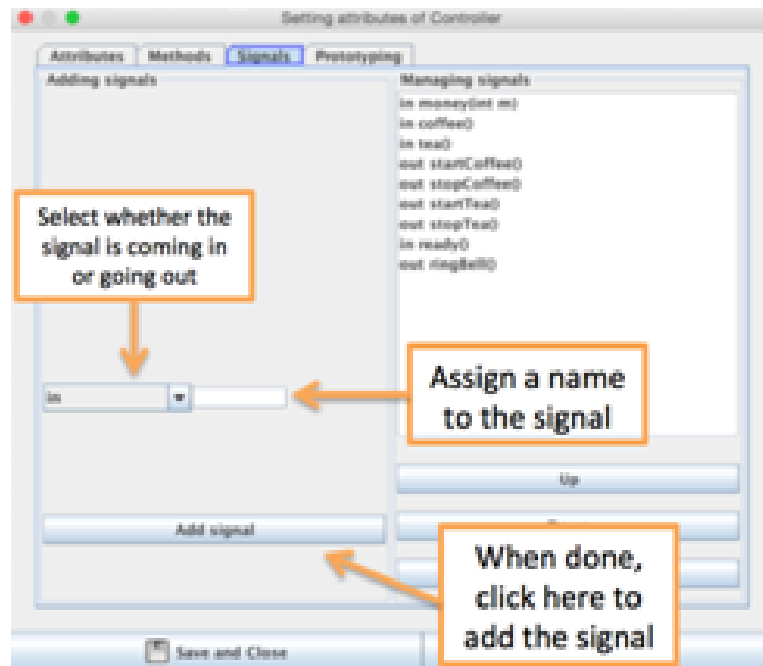 Setting attributes of Controller
Attributes Methods Signals Prototyping
Adding signals
Managing signals
in money(int m)
in coffee()
in tea()
out startCoffee()
out stopCoffee()
out startTea()
out stopTea()
in ready()
out ringBell()
Select whether the
signal is coming in
or going out
in
Assign a name
to the signal
Up
Add signal
When done,
click here to
add the signal
Save and Close